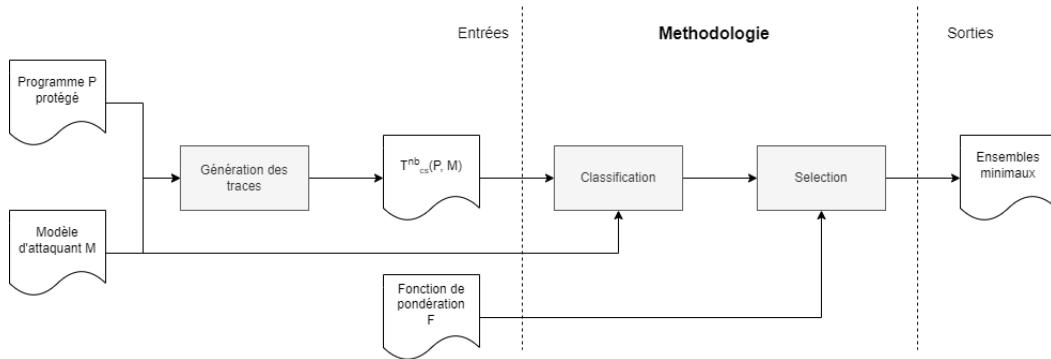 Entrées
Methodologie
Sorties
Programme P
protégé
Génération des
traces
T^nb_cs(P, M)
Classification
Selection
Ensembles
minimaux
Modèle
d'attaquant M
Fonction de
pondération
F